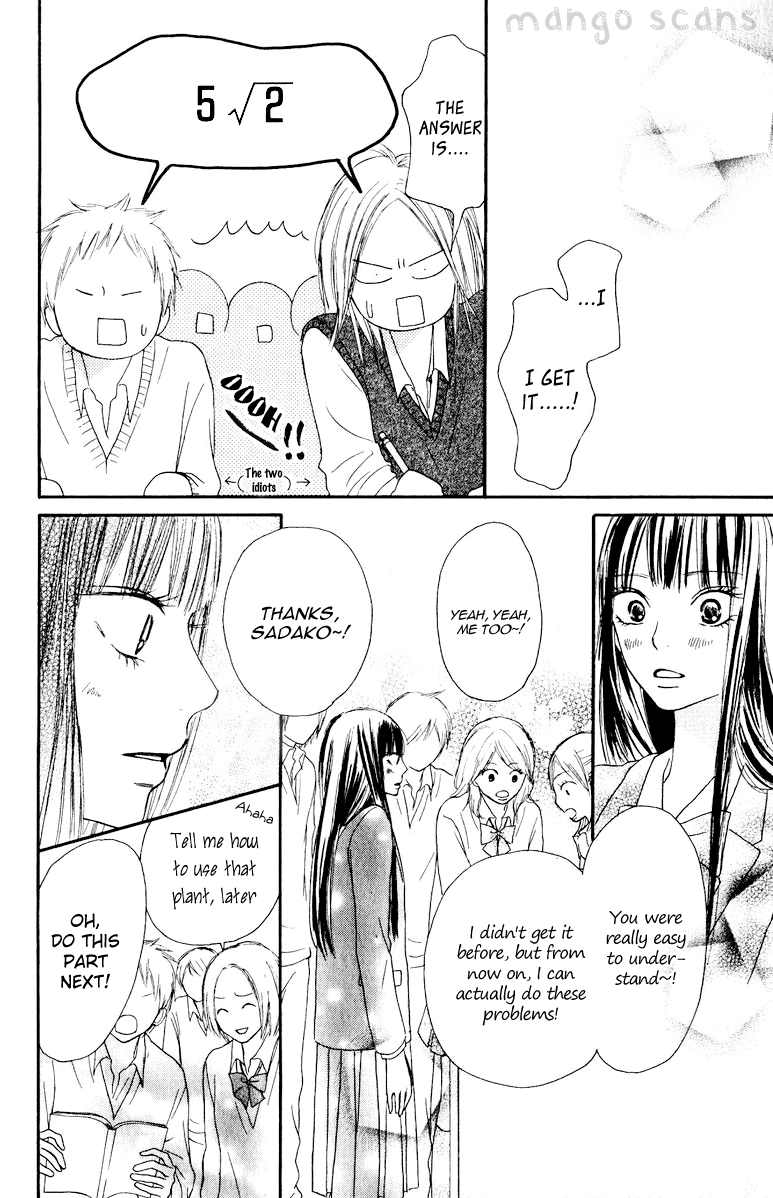 mango scans
...I
I GET
IT.....!
THE
ANSWER
IS....
5 √2
OOOH!!
The two
idiots
You were
really easy
to under-
stand~!
I didn't get it
before, but from
now on, I can
actually do these
problems!
YEAH, YEAH,
ME TOO~!
THANKS,
SADAKO~!
Ahaha
Tell me how
to use that
plant, later
OH,
DO THIS
PART
NEXT!